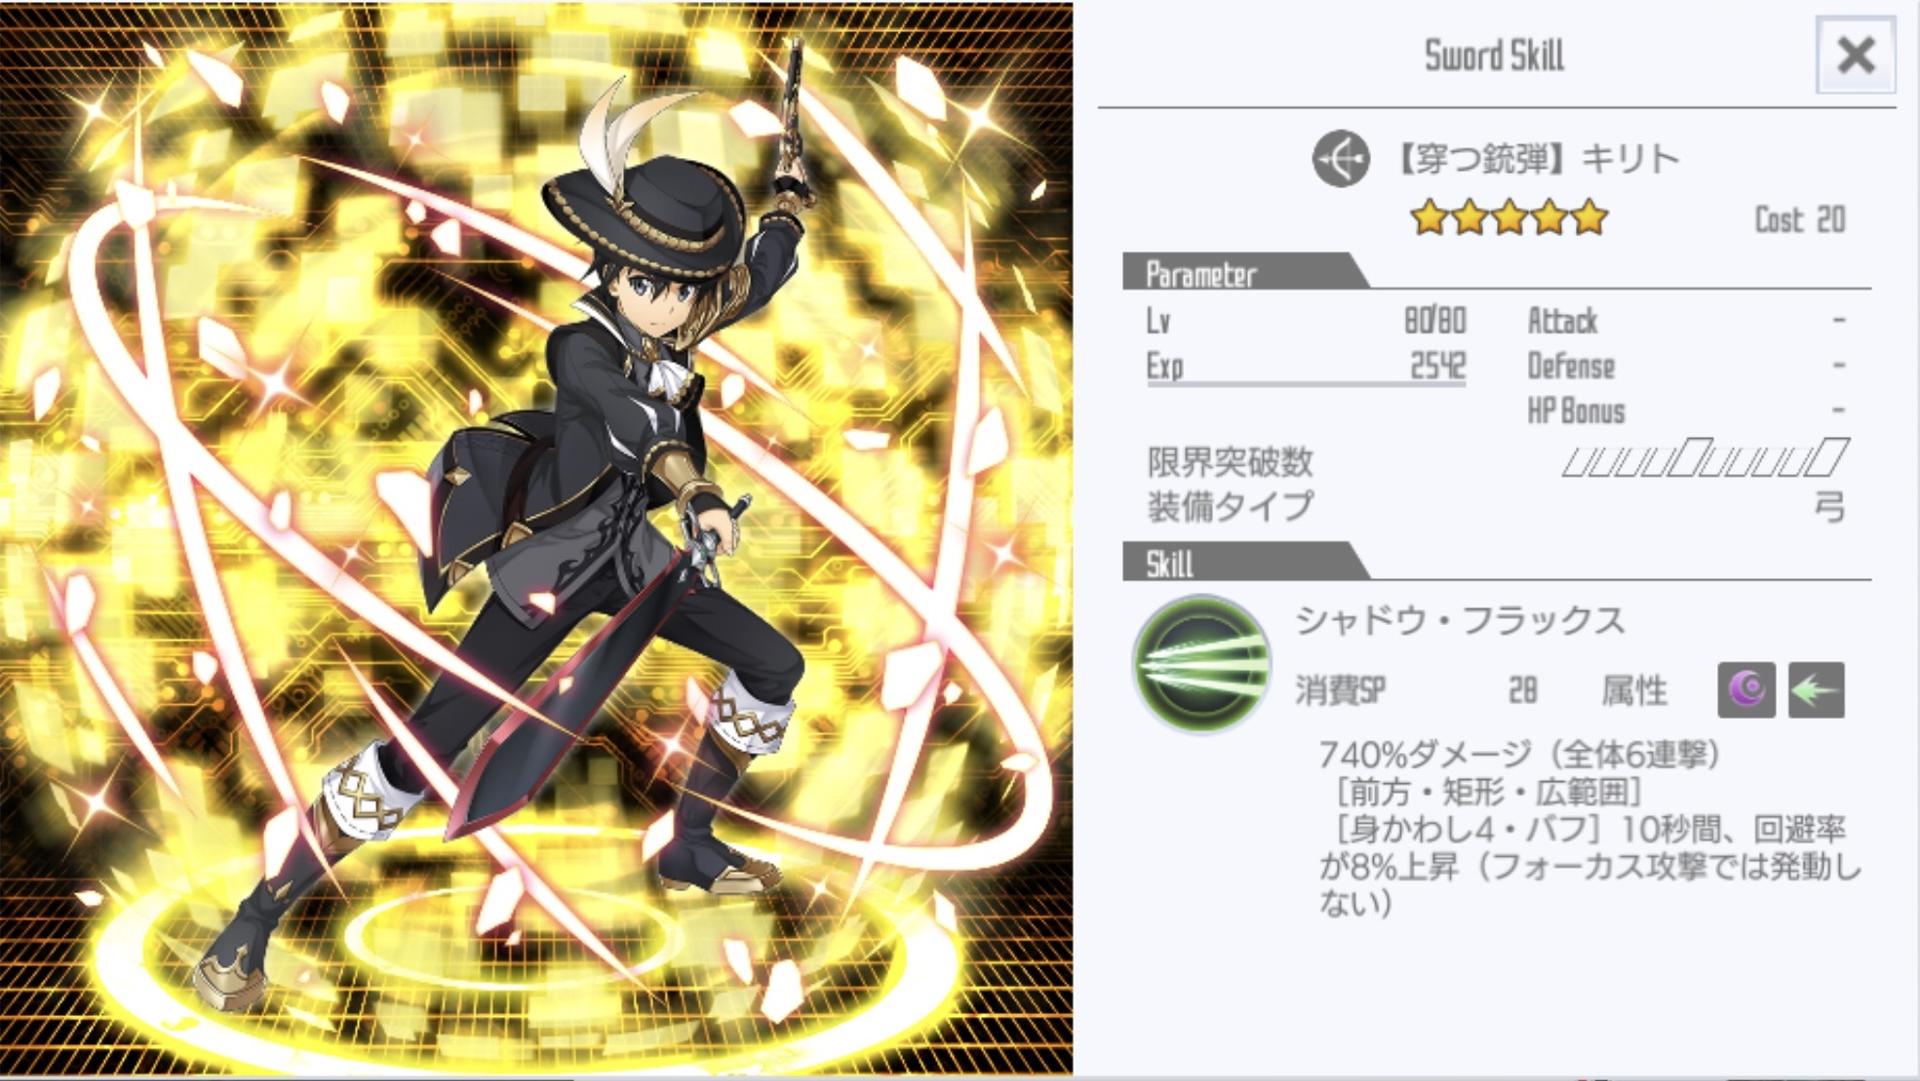 Sword Skill
【穿つ銃弾】キリト
Cost 20
Parameter
Lv 80/80 Attack -
Exp 2542 Defense -
HP Bonus -
限界突破数
装備タイプ 弓
Skill
シャドウ・フラックス
消費SP 28 属性
740%ダメージ（全体6連撃）
［前方・矩形・広範囲］
［身かわし4・バフ］10秒間、回避率
が8%上昇（フォーカス攻撃では発動し
ない）